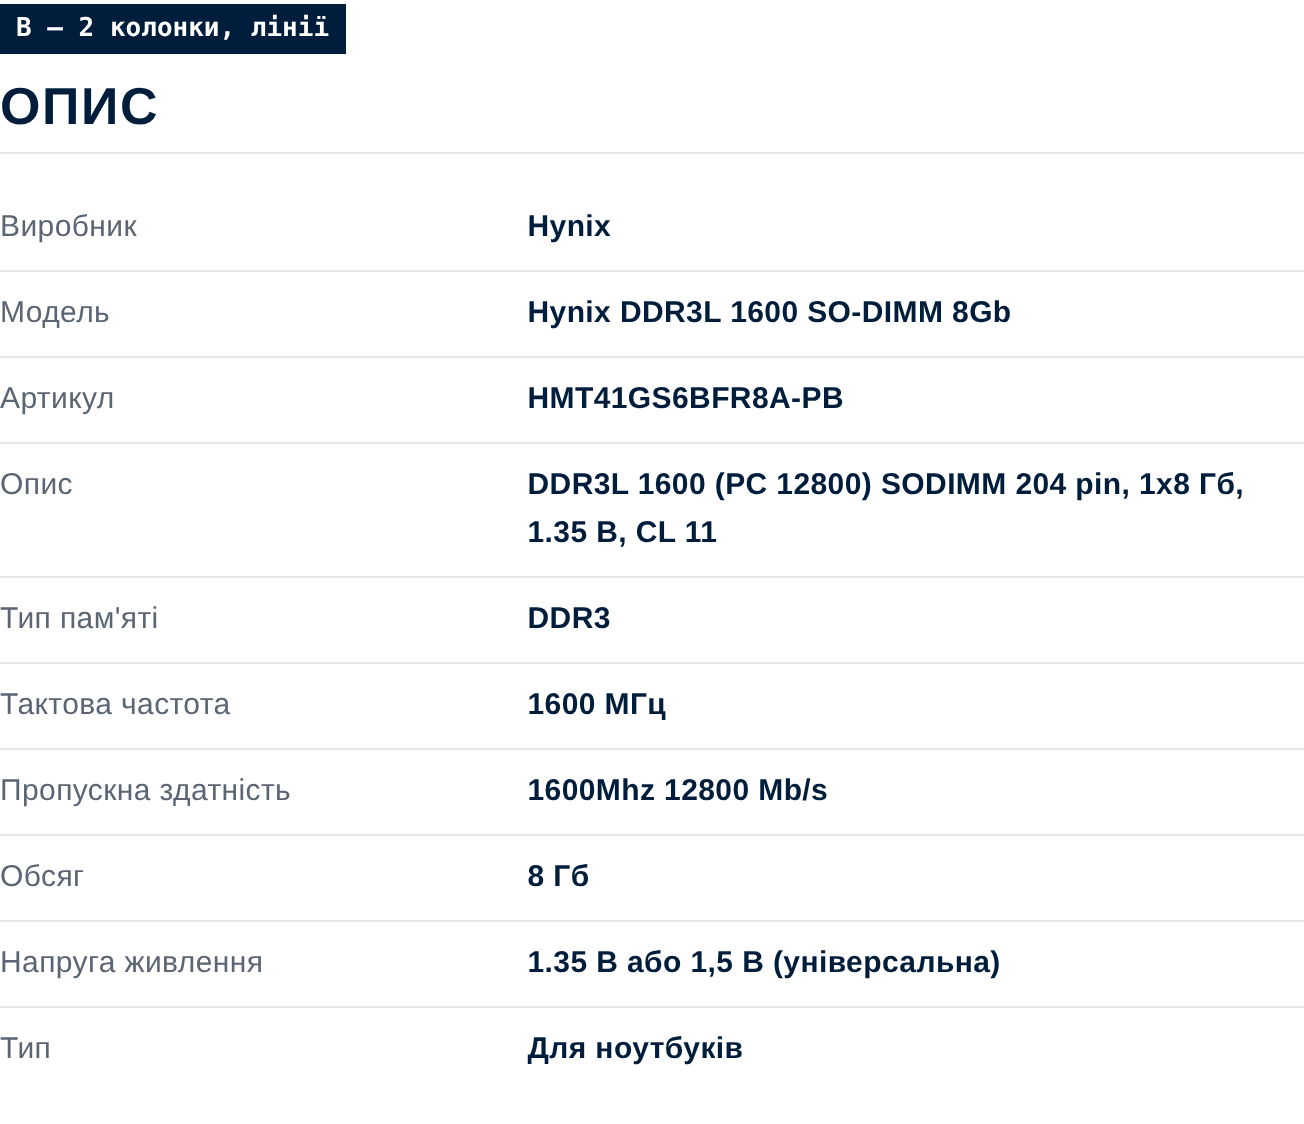 B — 2 колонки, лінії
ОПИС
Виробник Hynix
Модель Hynix DDR3L 1600 SO-DIMM 8Gb
Артикул HMT41GS6BFR8A-PB
Опис DDR3L 1600 (PC 12800) SODIMM 204 pin, 1x8 Гб,
1.35 В, CL 11
Тип пам'яті DDR3
Тактова частота 1600 МГц
Пропускна здатність 1600Mhz 12800 Mb/s
Обсяг 8 Гб
Напруга живлення 1.35 В або 1,5 В (універсальна)
Тип Для ноутбуків